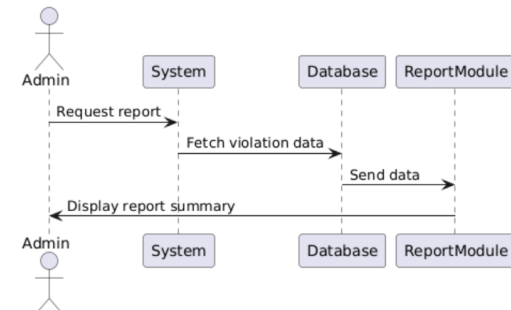 Admin
System
Database
ReportModule
Request report
Fetch violation data
Send data
Display report summary
Admin
System
Database
ReportModule